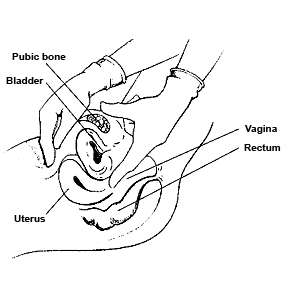 Pubic bone
Bladder
Vagina
Rectum
Uterus